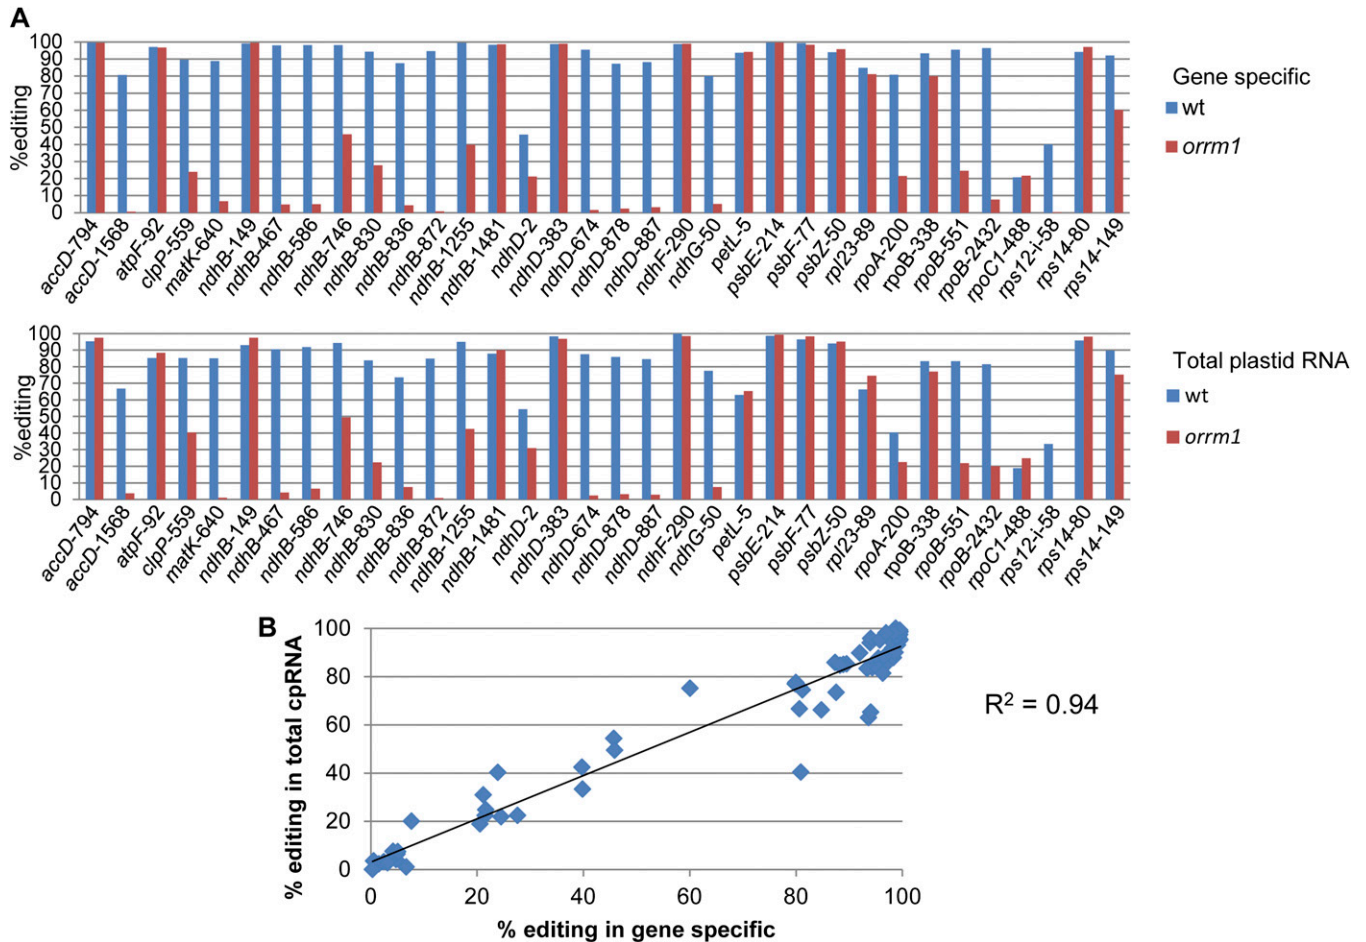 A
100
90
80
70
60
50
40
30
20
10
0
%editing
accD-794
accD-1568
atpF-92
clpP-559
matK-640
ndhB-149
ndhB-467
ndhB-586
ndhB-746
ndhB-830
ndhB-836
ndhB-872
ndhB-1255
ndhB-1481
ndhD-2
ndhD-383
ndhD-674
ndhD-878
ndhD-887
ndhF-290
ndhG-50
petL-5
psbE-214
psbF-77
psbZ-50
rpl23-89
rpoA-200
rpoB-338
rpoB-551
rpoB-2432
rpoC1-488
rps12-i-58
rps14-80
rps14-149
Gene specific
wt
orrm1
100
90
80
70
60
50
40
30
20
10
0
%editing
accD-794
accD-1568
atpF-92
clpP-559
matK-640
ndhB-149
ndhB-467
ndhB-586
ndhB-746
ndhB-830
ndhB-836
ndhB-872
ndhB-1255
ndhB-1481
ndhD-2
ndhD-383
ndhD-674
ndhD-878
ndhD-887
ndhF-290
ndhG-50
petL-5
psbE-214
psbF-77
psbZ-50
rpl23-89
rpoA-200
rpoB-338
rpoB-551
rpoB-2432
rpoC1-488
rps12-i-58
rps14-80
rps14-149
Total plastid RNA
wt
orrm1
B
% editing in total cpRNA
100
80
60
40
20
0
0 20 40 60 80 100
% editing in gene specific
R² = 0.94